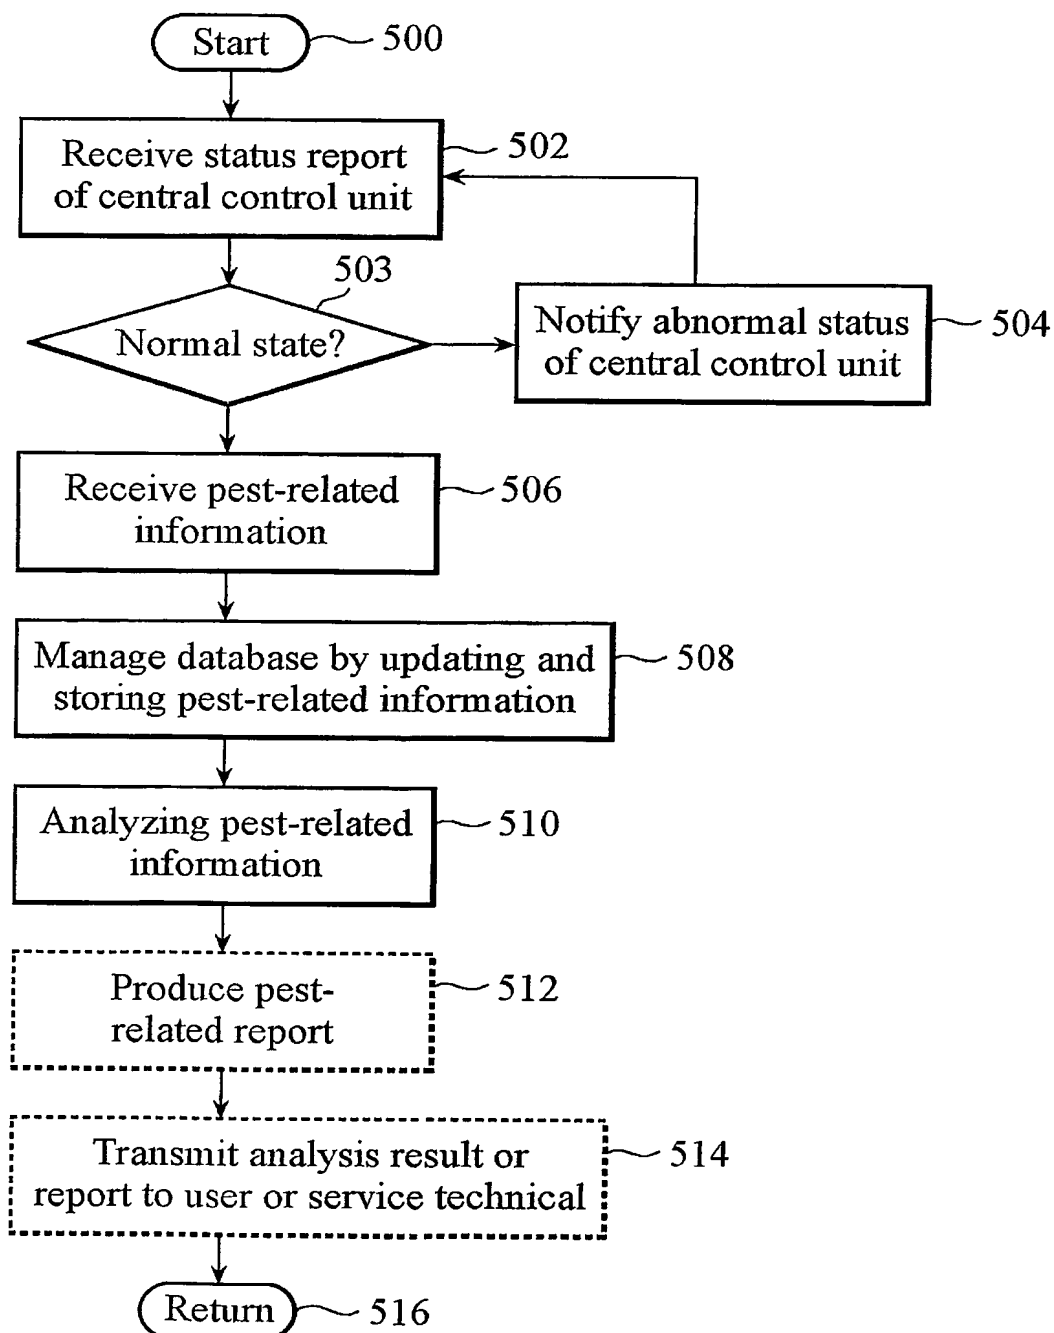 Start
500
Receive status report
of central control unit
502
503
Normal state?
Notify abnormal status
of central control unit
504
Receive pest-related
information
506
Manage database by updating and
storing pest-related information
508
Analyzing pest-related
information
510
Produce pest-
related report
512
Transmit analysis result or
report to user or service technical
514
Return
516